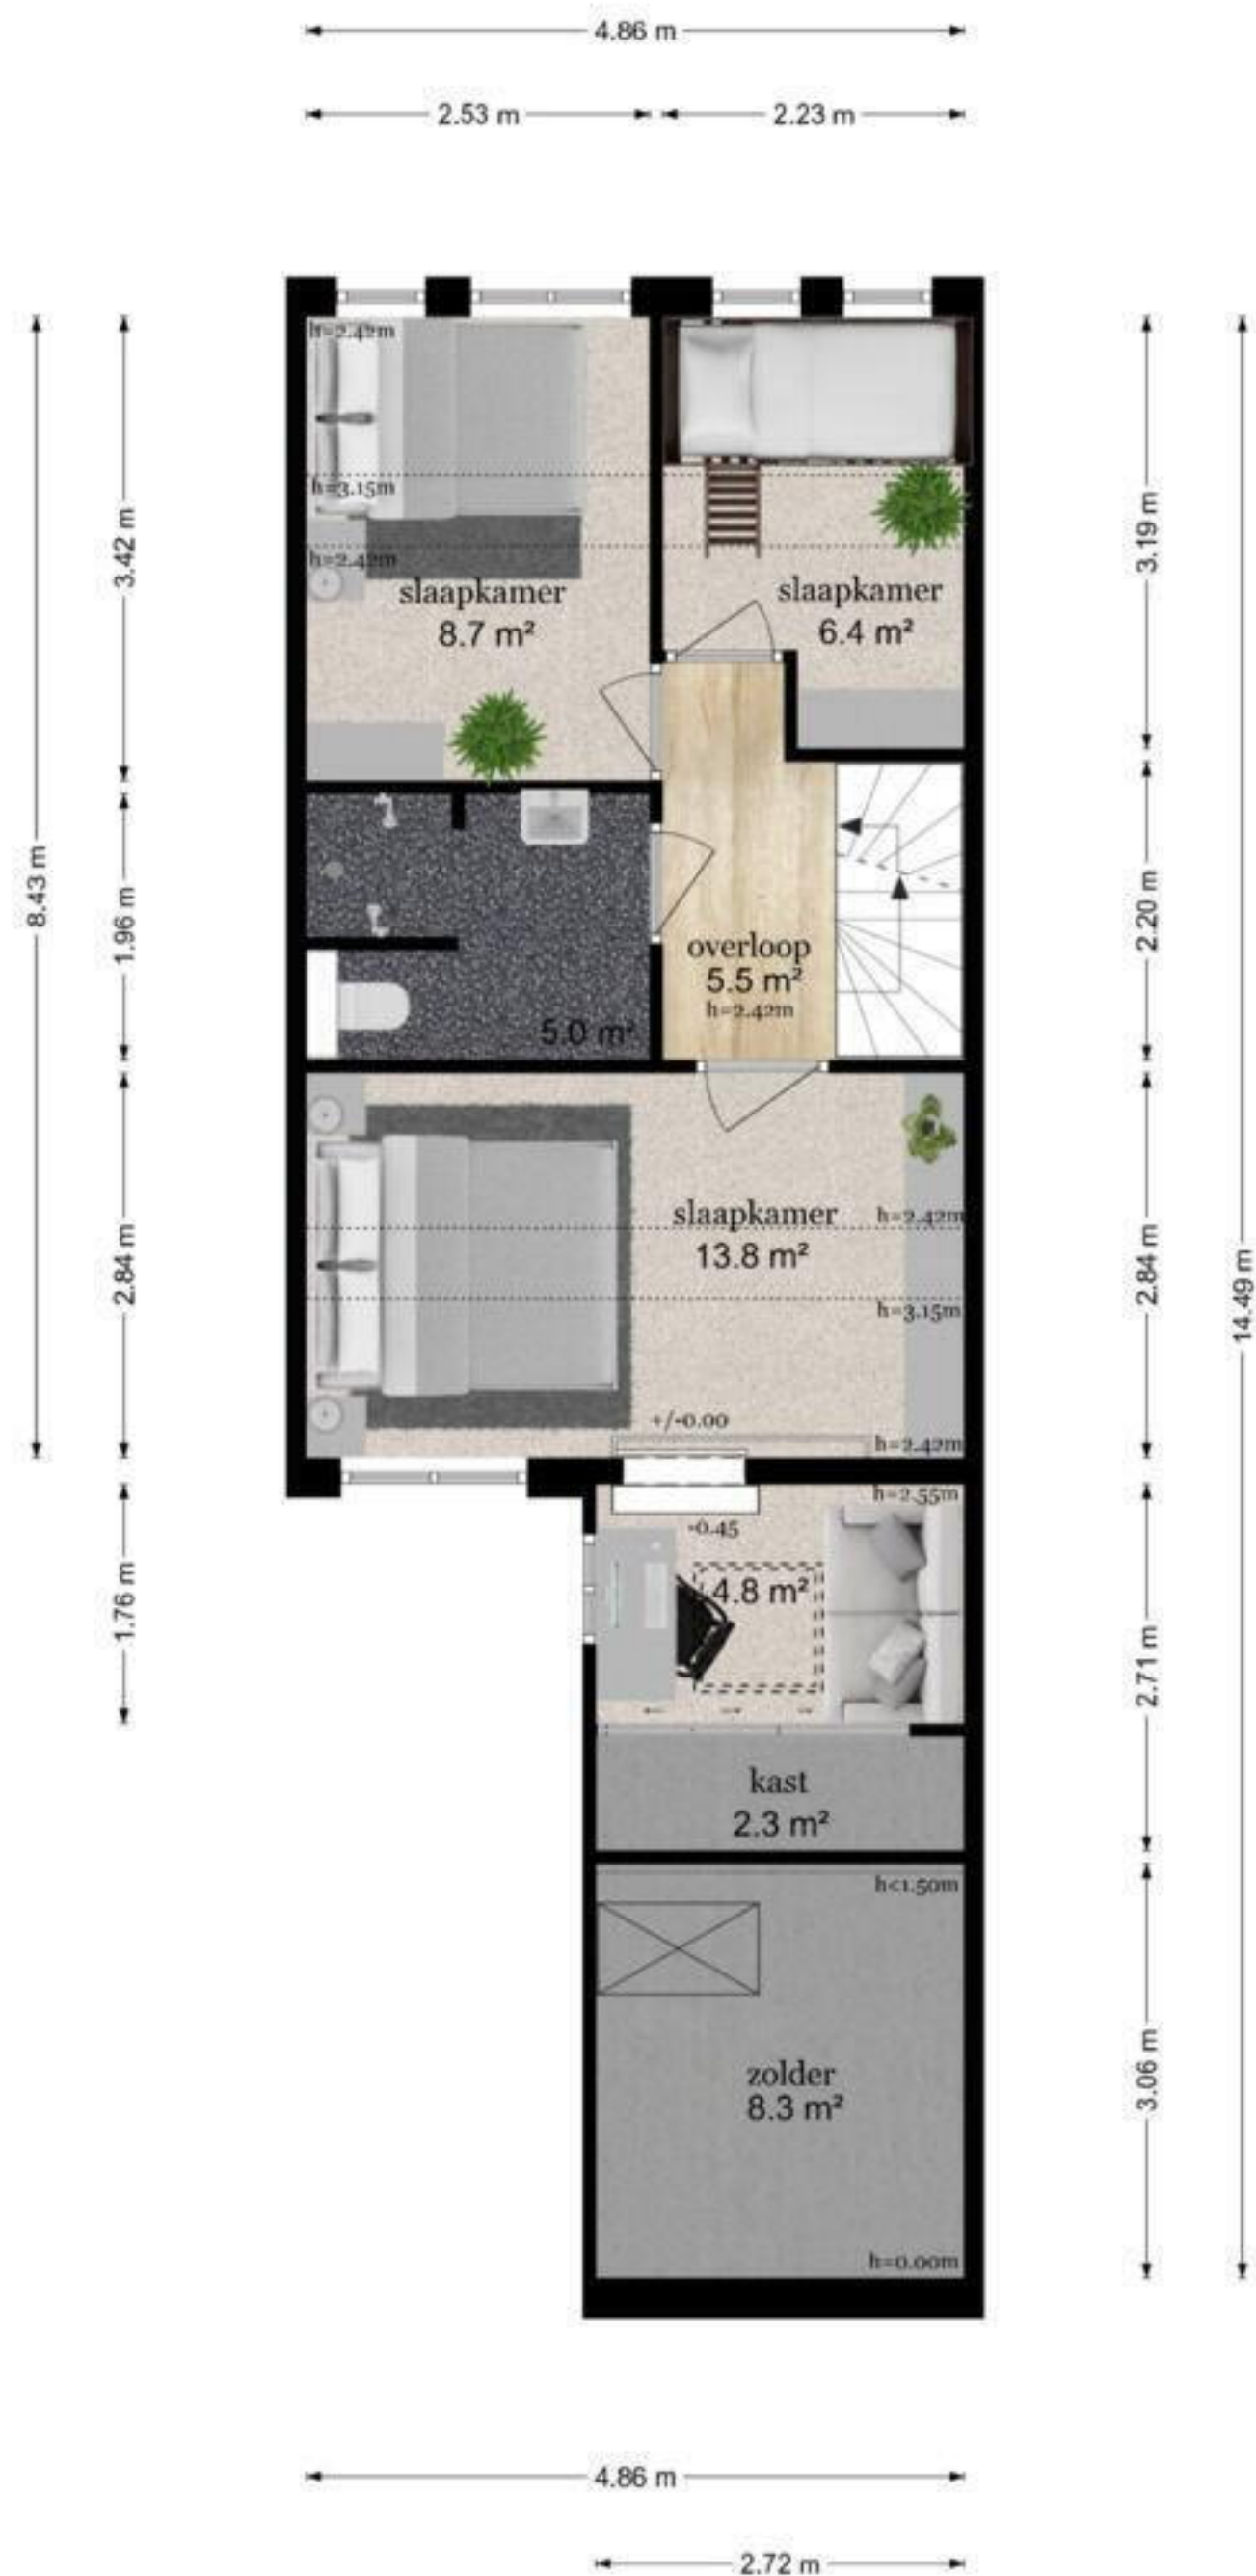 4.86 m
2.53 m
2.23 m
h=2.42m
h=3.15m
h=2.42m
slaapkamer
8.7 m²
slaapkamer
6.4 m²
8.43 m
3.42 m
1.96 m
2.84 m
1.76 m
3.19 m
2.20 m
2.84 m
2.71 m
3.06 m
14.49 m
overloop
5.5 m²
h=2.42m
5.0 m²
slaapkamer
13.8 m²
h=2.42m
h=3.15m
+/-0.00
h=2.42m
h=2.55m
-0.45
4.8 m²
kast
2.3 m²
h<1.50m
zolder
8.3 m²
h=0.00m
4.86 m
2.72 m